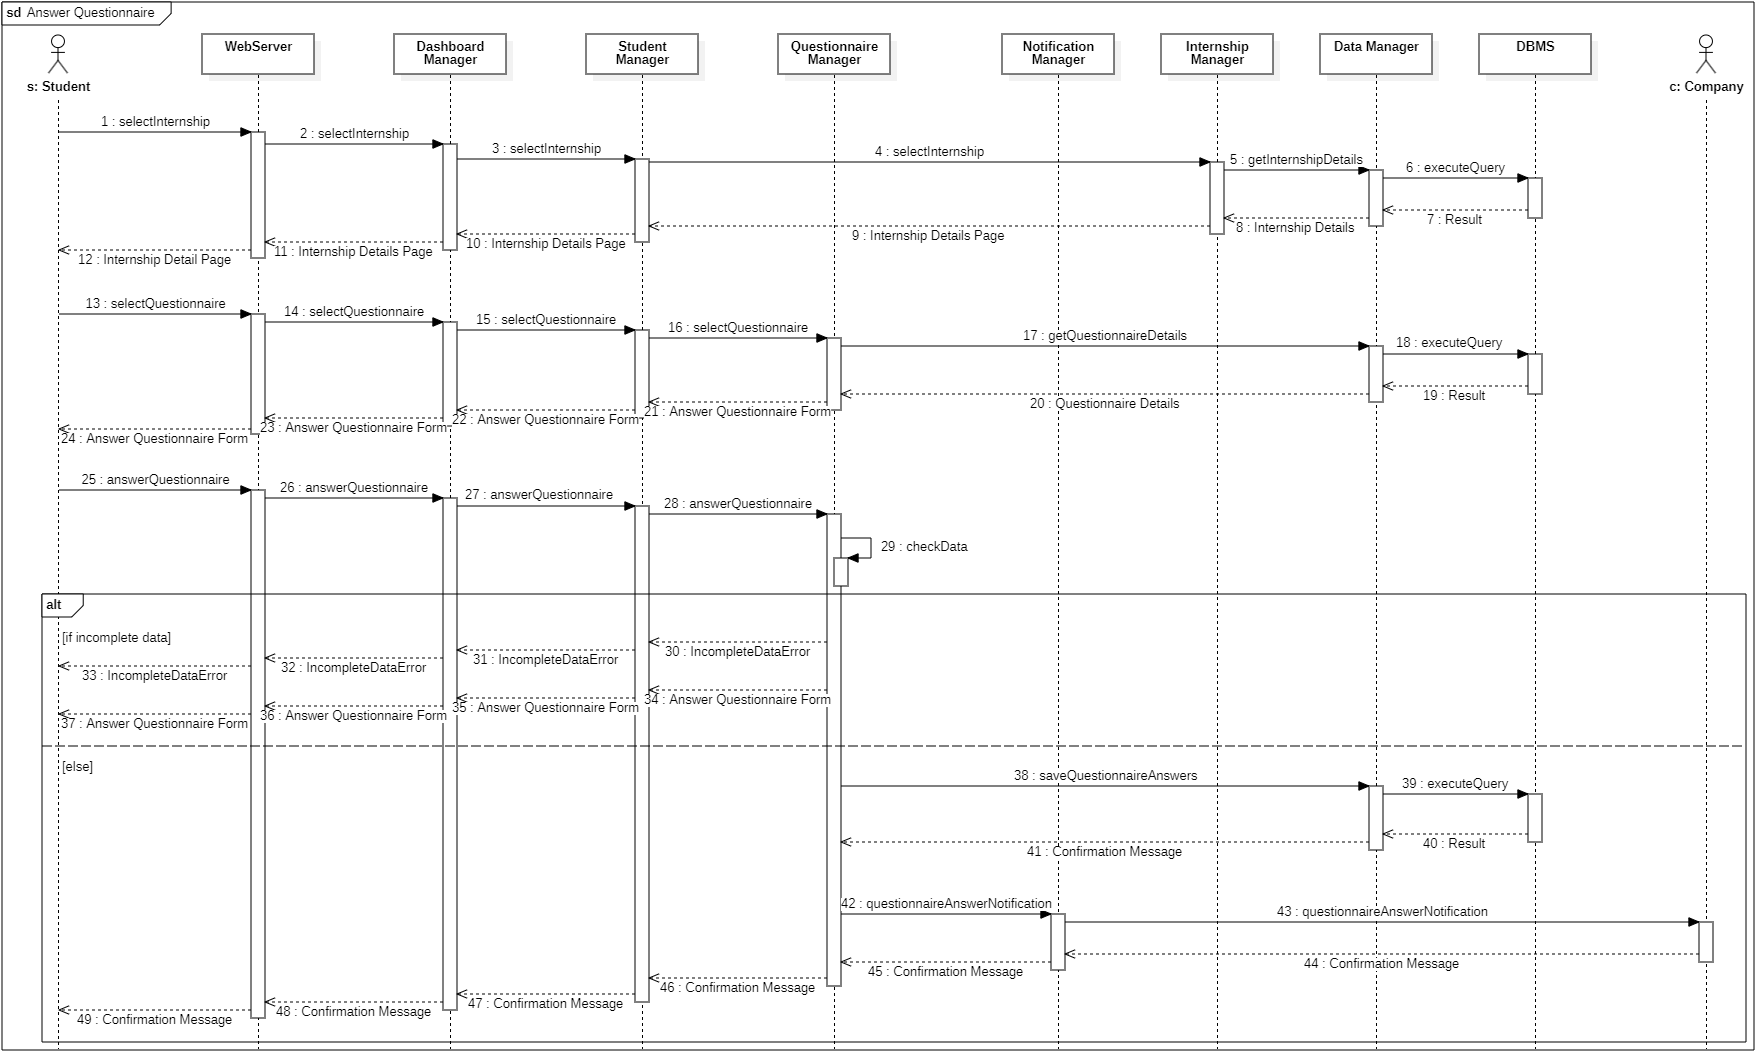 sd Answer Questionnaire
s: Student
WebServer
Dashboard
Manager
Student
Manager
Questionnaire
Manager
Notification
Manager
Internship
Manager
Data Manager
DBMS
c: Company
1 : selectInternship
2 : selectInternship
3 : selectInternship
4 : selectInternship
5 : getInternshipDetails
6 : executeQuery
7 : Result
8 : Internship Details
9 : Internship Details Page
10 : Internship Details Page
11 : Internship Details Page
12 : Internship Detail Page
13 : selectQuestionnaire
14 : selectQuestionnaire
15 : selectQuestionnaire
16 : selectQuestionnaire
17 : getQuestionnaireDetails
18 : executeQuery
19 : Result
20 : Questionnaire Details
21 : Answer Questionnaire Form
22 : Answer Questionnaire Form
23 : Answer Questionnaire Form
24 : Answer Questionnaire Form
25 : answerQuestionnaire
26 : answerQuestionnaire
27 : answerQuestionnaire
28 : answerQuestionnaire
29 : checkData
alt
[if incomplete data]
30 : IncompleteDataError
31 : IncompleteDataError
32 : IncompleteDataError
33 : IncompleteDataError
34 : Answer Questionnaire Form
35 : Answer Questionnaire Form
36 : Answer Questionnaire Form
37 : Answer Questionnaire Form
[else]
38 : saveQuestionnaireAnswers
39 : executeQuery
40 : Result
41 : Confirmation Message
42 : questionnaireAnswerNotification
43 : questionnaireAnswerNotification
44 : Confirmation Message
45 : Confirmation Message
46 : Confirmation Message
47 : Confirmation Message
48 : Confirmation Message
49 : Confirmation Message